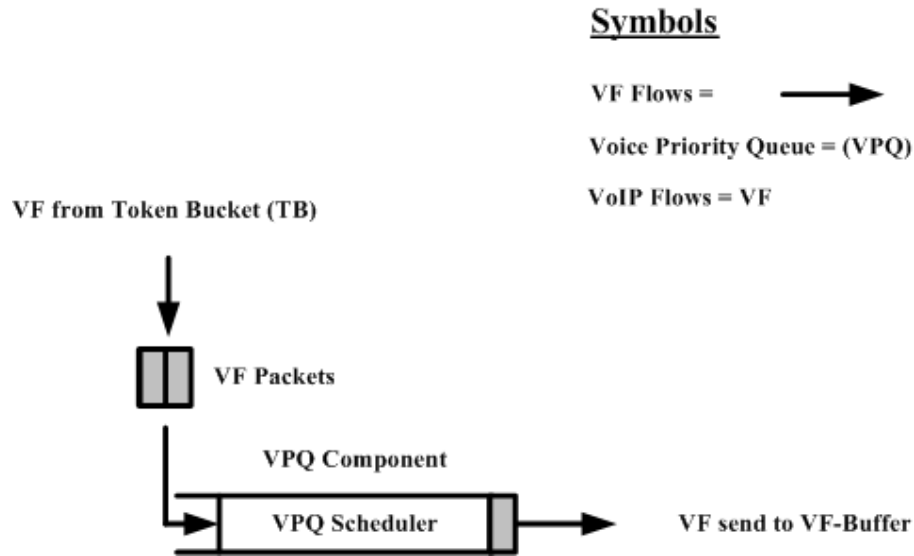 Symbols
VF Flows =
Voice Priority Queue = (VPQ)
VoIP Flows = VF
VF from Token Bucket (TB)
VF Packets
VPQ Component
VPQ Scheduler
VF send to VF-Buffer